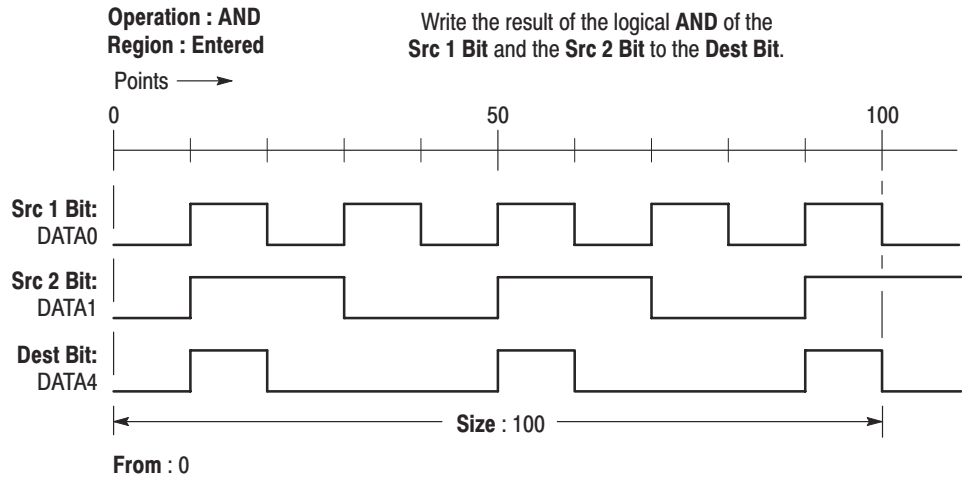 Operation : AND
Region : Entered
Write the result of the logical AND of the
Src 1 Bit and the Src 2 Bit to the Dest Bit.
Points
0 50 100
Src 1 Bit:
DATA0
Src 2 Bit:
DATA1
Dest Bit:
DATA4
Size : 100
From : 0